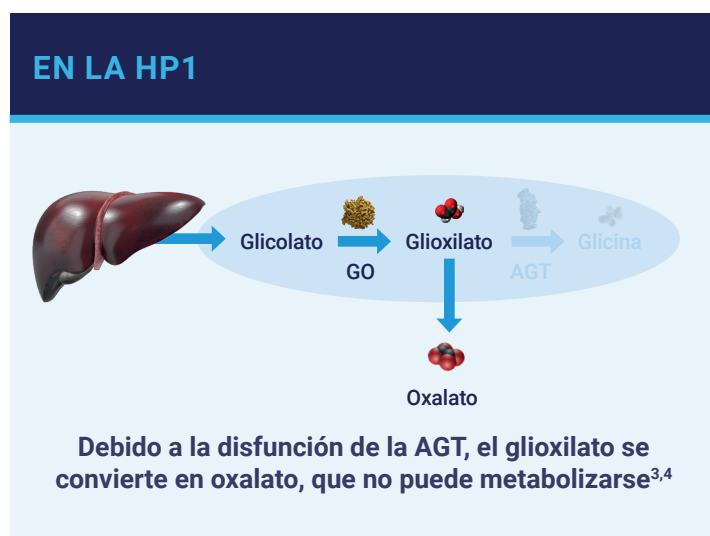 EN LA HP1
Glicolato
GO
Glioxilato
AGT
Glicina
Oxalato
Debido a la disfunción de la AGT, el glioxilato se
convierte en oxalato, que no puede metabolizarse3,4